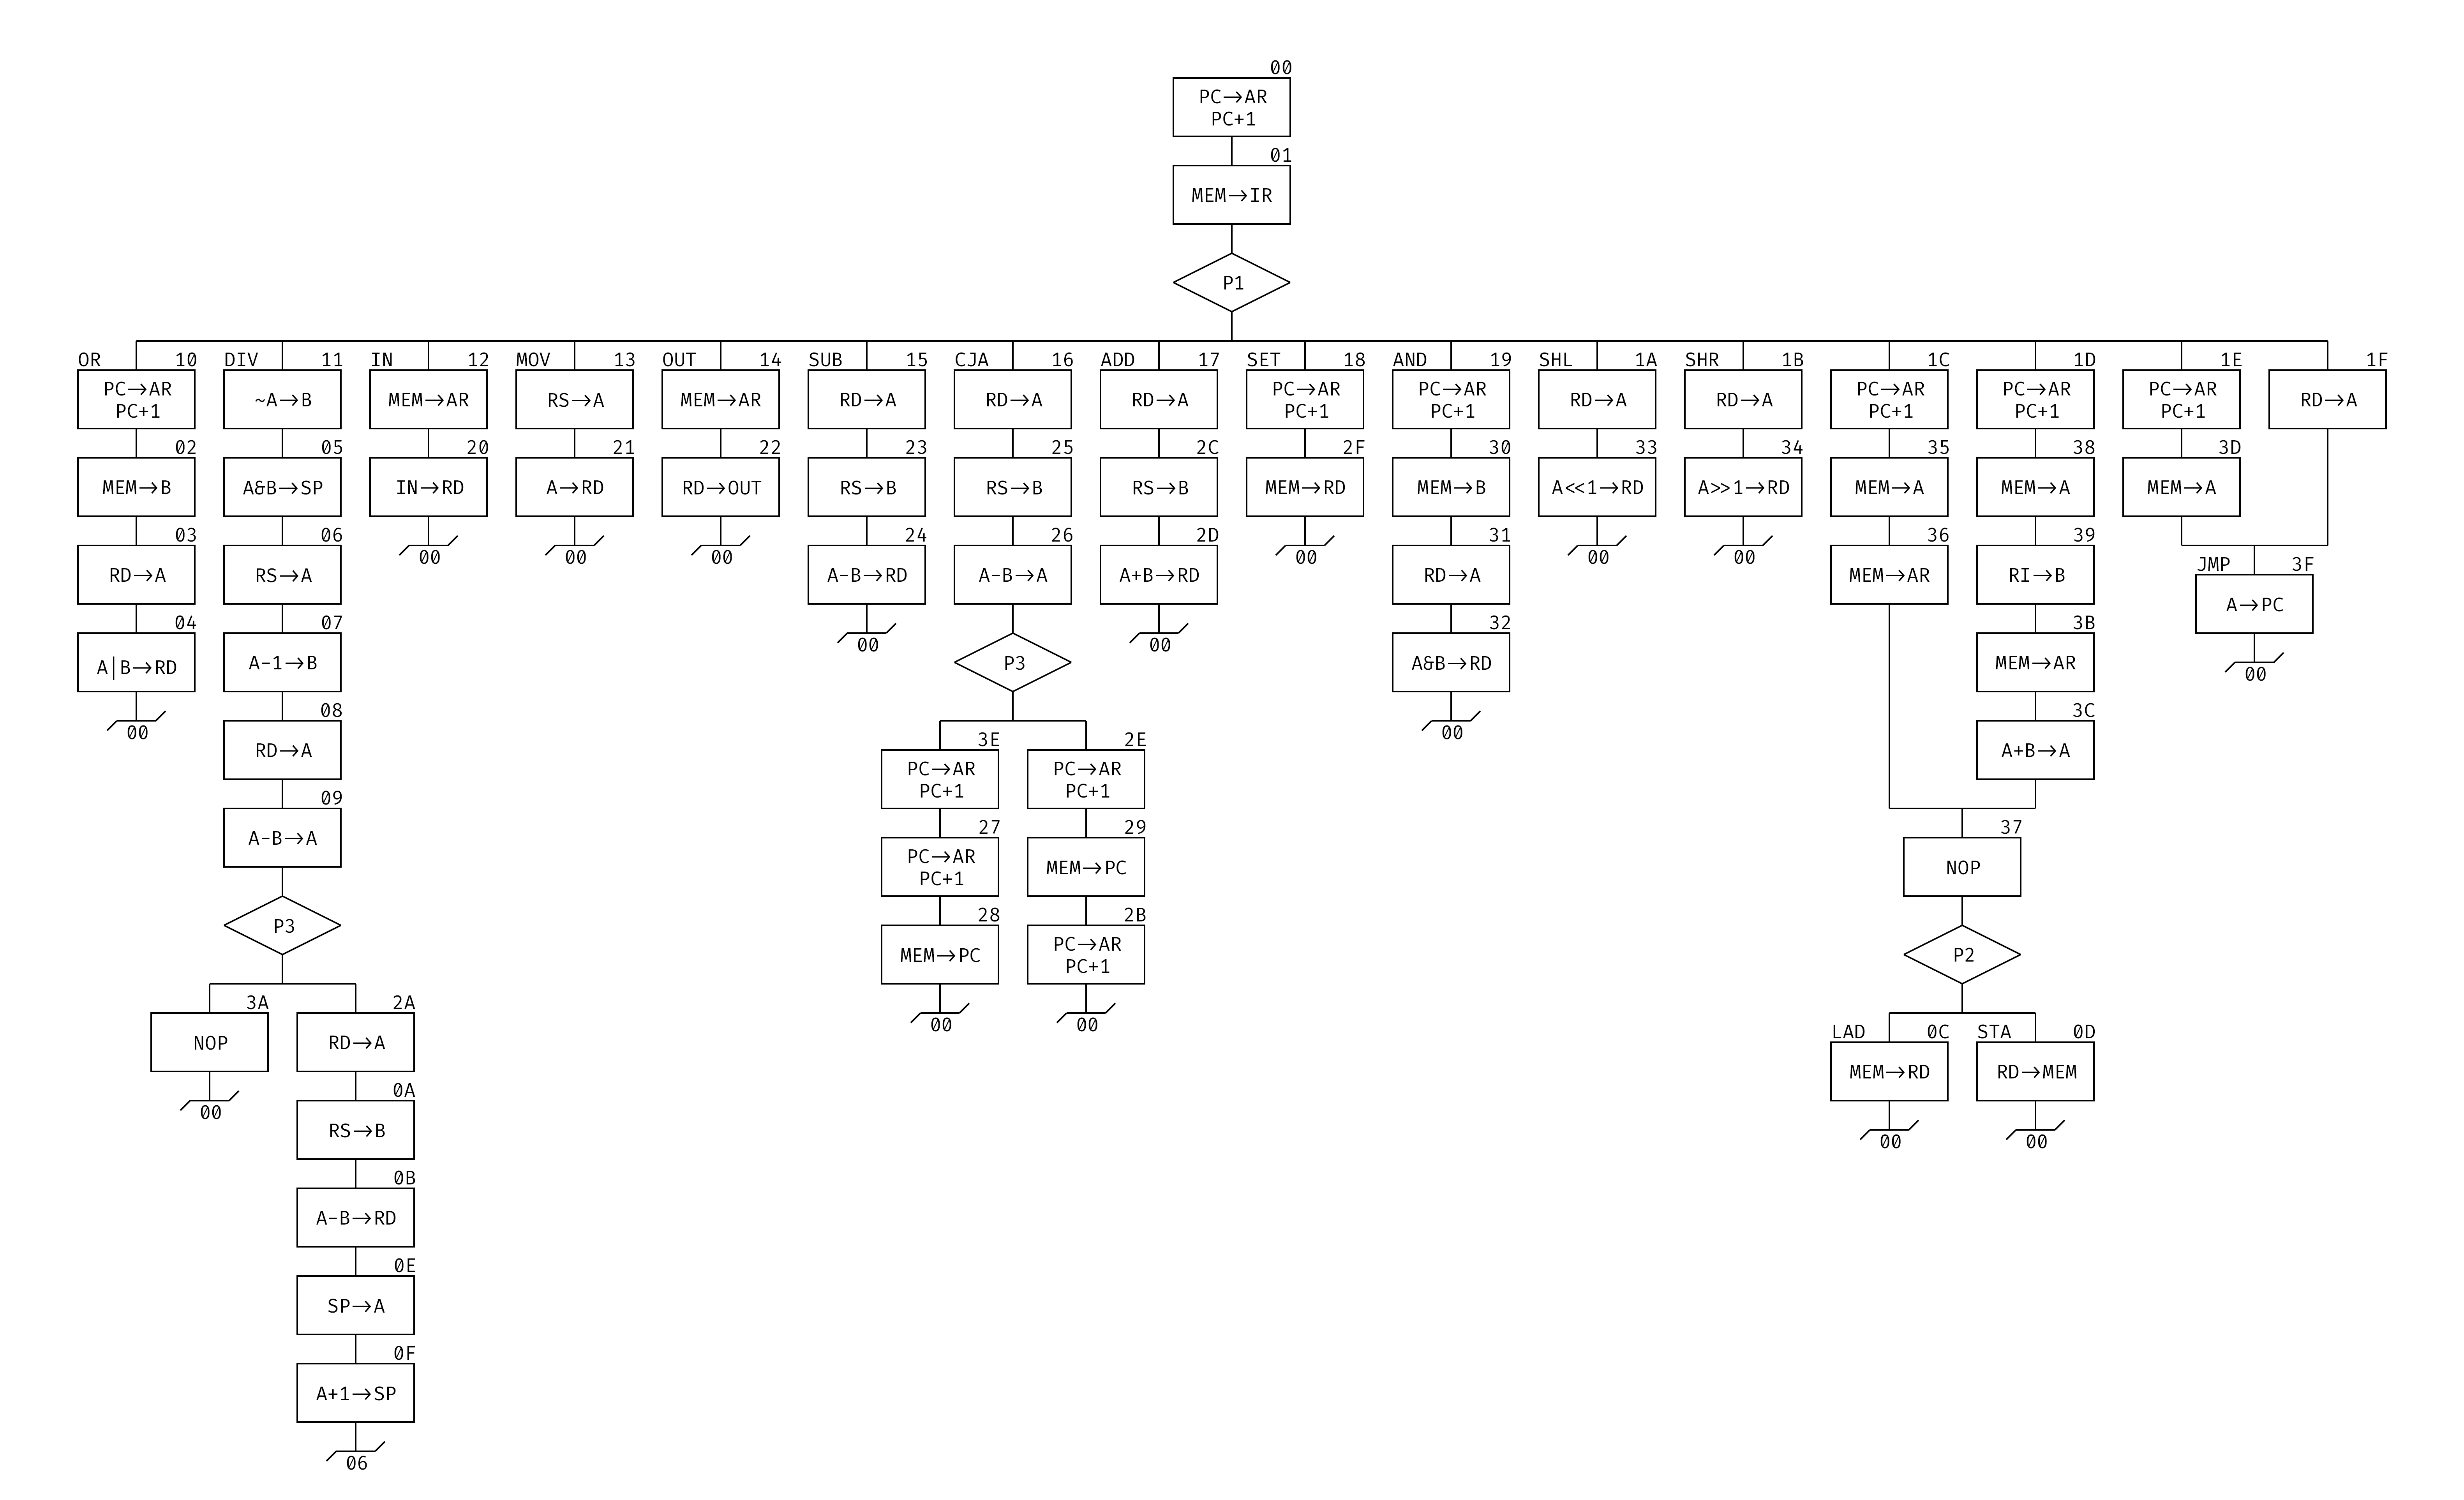 00
PC→AR
PC+1
01
MEM→IR
P1
OR 10 DIV 11 IN 12 MOV 13 OUT 14 SUB 15 CJA 16 ADD 17 SET 18 AND 19 SHL 1A SHR 1B 1C 1D 1E 1F
PC→AR
PC+1
02
MEM→B
03
RD→A
04
A|B→RD
00
~A→B
05
A&B→SP
06
RS→A
07
A-1→B
08
RD→A
09
A-B→A
P3
3A
NOP
00
2A
RD→A
0A
RS→B
0B
A-B→RD
0E
SP→A
0F
A+1→SP
06
MEM→AR
20
IN→RD
00
RS→A
21
A→RD
00
MEM→AR
22
RD→OUT
00
RD→A
23
RS→B
24
A-B→RD
00
RD→A
25
RS→B
26
A-B→A
P3
3E
PC→AR
PC+1
27
PC→AR
PC+1
28
MEM→PC
00
2E
PC→AR
PC+1
29
MEM→PC
2B
PC→AR
PC+1
00
RD→A
2C
RS→B
2D
A+B→RD
00
PC→AR
PC+1
2F
MEM→RD
00
PC→AR
PC+1
30
MEM→B
31
RD→A
32
A&B→RD
00
RD→A
33
A<<1→RD
00
RD→A
34
A>>1→RD
00
PC→AR
PC+1
35
MEM→A
36
MEM→AR
PC→AR
PC+1
38
MEM→A
39
RI→B
3B
MEM→AR
3C
A+B→A
37
NOP
P2
LAD 0C
MEM→RD
00
STA 0D
RD→MEM
00
PC→AR
PC+1
3D
MEM→A
RD→A
JMP 3F
A→PC
00